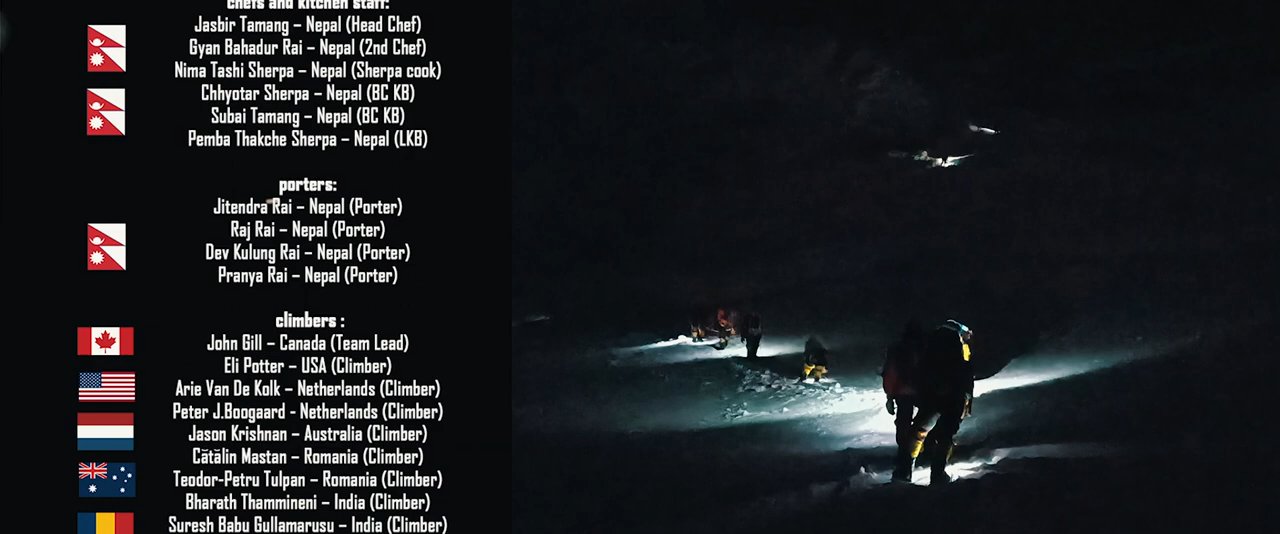 chefs and kitchen staff:
Jasbir Tamang – Nepal (Head Chef)
Gyan Bahadur Rai – Nepal (2nd Chef)
Nima Tashi Sherpa – Nepal (Sherpa cook)
Chhyotar Sherpa – Nepal (BC KB)
Subai Tamang – Nepal (BC KB)
Pemba Thakche Sherpa – Nepal (LKB)
porters:
Jitendra Rai – Nepal (Porter)
Raj Rai – Nepal (Porter)
Dev Kulung Rai – Nepal (Porter)
Pranya Rai – Nepal (Porter)
climbers :
John Gill – Canada (Team Lead)
Eli Potter – USA (Climber)
Arie Van De Kolk – Netherlands (Climber)
Peter J.Boogaard - Netherlands (Climber)
Jason Krishnan – Australia (Climber)
Cătălin Mastan – Romania (Climber)
Teodor-Petru Tulpan – Romania (Climber)
Bharath Thammineni – India (Climber)
Suresh Babu Gullamarusu – India (Climber)